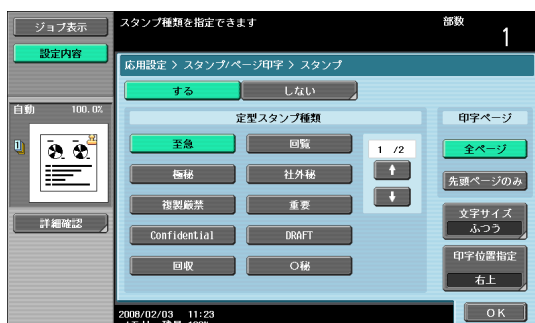 ジョブ表示
設定内容
スタンプ種類を指定できます
部数
1
応用設定 > スタンプ/ページ印字 > スタンプ
する
しない
自動 100.0%
定型スタンプ種類
印字ページ
至急
回覧
1 /2
全ページ
極秘
社外秘
先頭ページのみ
複製厳禁
重要
文字サイズ
ふつう
Confidential
DRAFT
詳細確認
回収
○秘
印字位置指定
右上
2008/02/03 11:23
OK